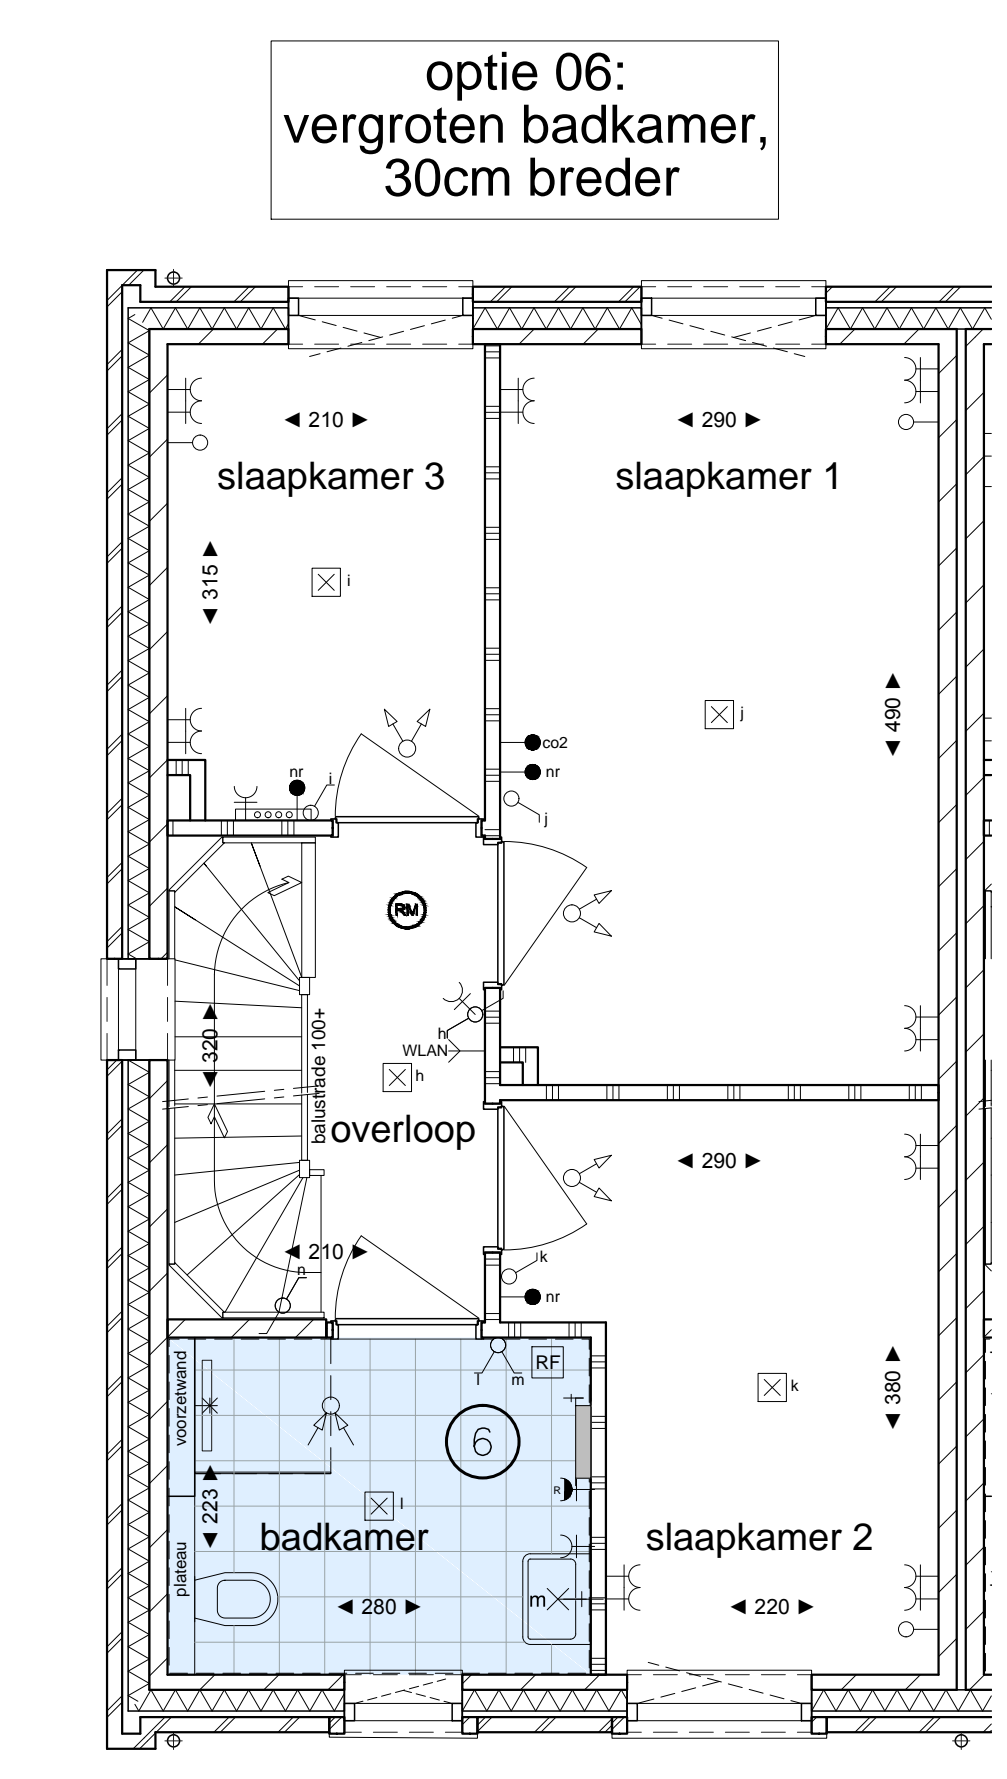 optie 06:
vergroten badkamer,
30cm breder
◄ 210 ►
◄ 290 ►
slaapkamer 3
slaapkamer 1
◄ 315 ►
i
◄ 490 ►
j
co2
nr
nr
i
j
RM
h
WLAN
◄ 320 ►
balustrade 100+
h
overloop
◄ 290 ►
◄ 210 ►
n
k
nr
voorzetwand
T
m
RF
◄ 380 ►
k
6
R
◄ 223 ►
l
badkamer
slaapkamer 2
plateau
◄ 280 ►
m
◄ 220 ►